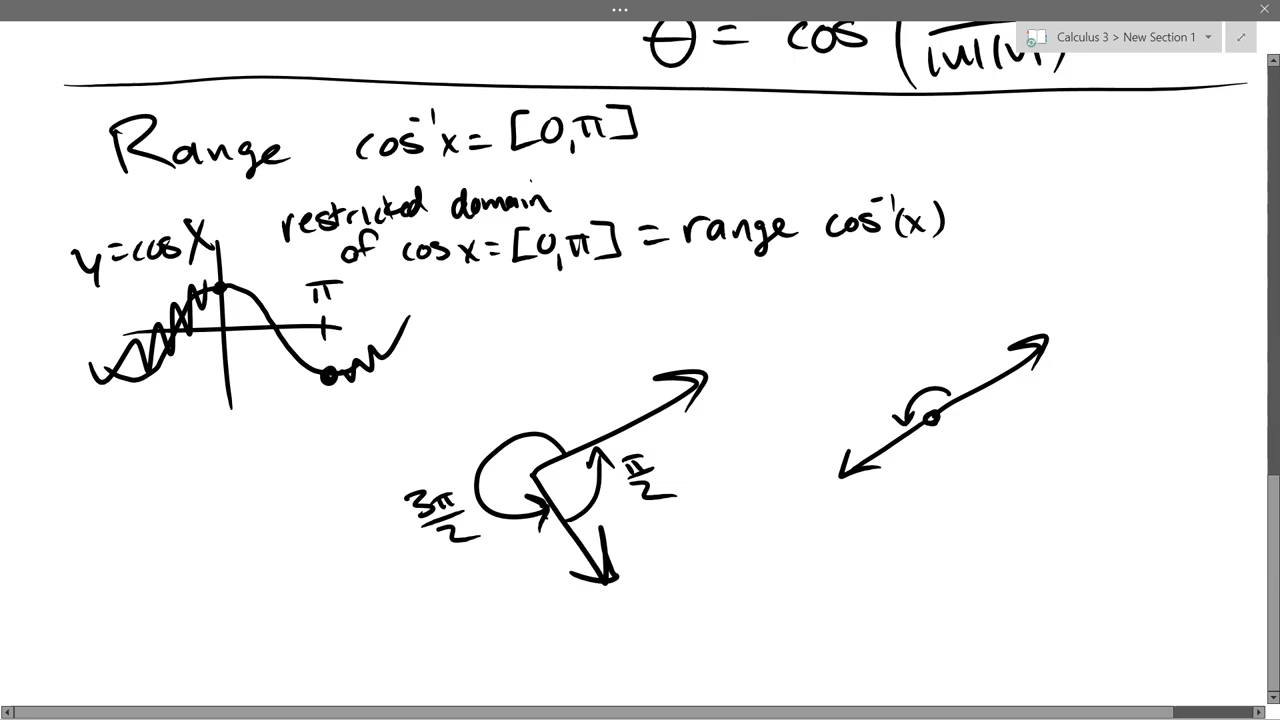 θ = cos ( / |u||v| )
Calculus 3 > New Section 1
Range cos⁻¹x = [0,π]
restricted domain
of cos x = [0,π] = range cos⁻¹(x)
y = cos x
π
π/2
3π/2